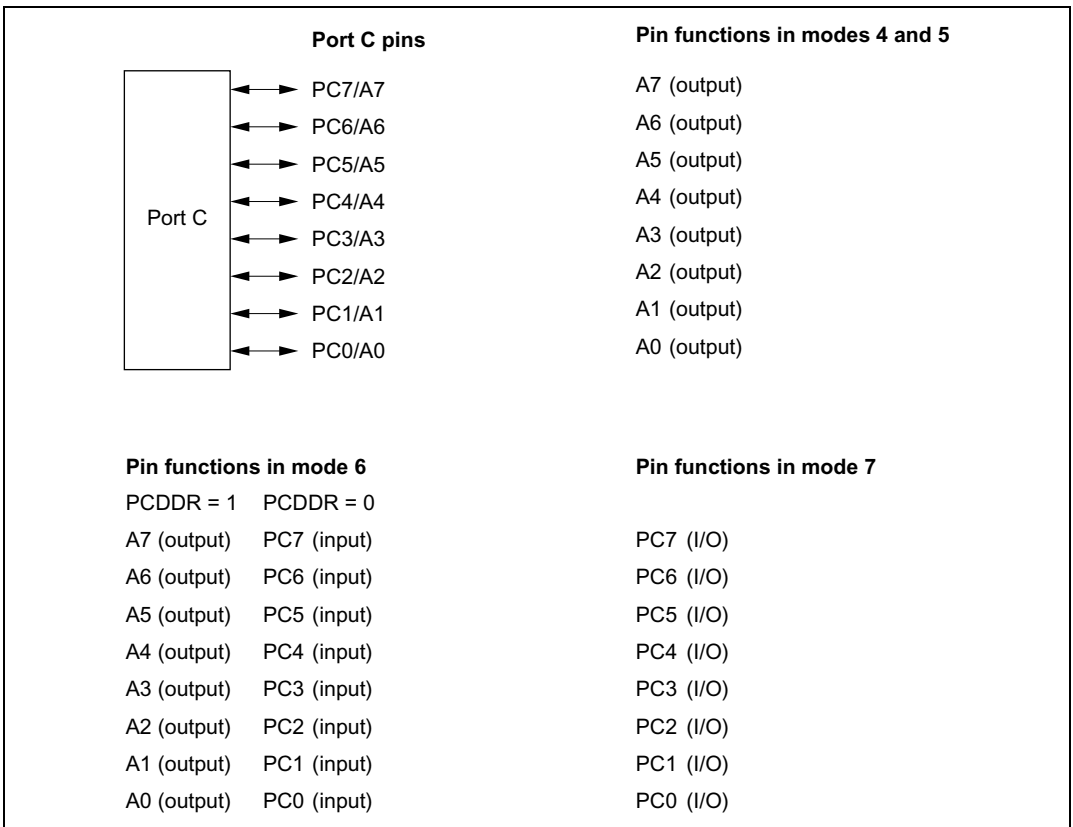 Port C pins
Pin functions in modes 4 and 5
Port C
PC7/A7
A7 (output)
PC6/A6
A6 (output)
PC5/A5
A5 (output)
PC4/A4
A4 (output)
PC3/A3
A3 (output)
PC2/A2
A2 (output)
PC1/A1
A1 (output)
PC0/A0
A0 (output)
Pin functions in mode 6
PCDDR = 1 PCDDR = 0
A7 (output) PC7 (input)
A6 (output) PC6 (input)
A5 (output) PC5 (input)
A4 (output) PC4 (input)
A3 (output) PC3 (input)
A2 (output) PC2 (input)
A1 (output) PC1 (input)
A0 (output) PC0 (input)
Pin functions in mode 7
PC7 (I/O)
PC6 (I/O)
PC5 (I/O)
PC4 (I/O)
PC3 (I/O)
PC2 (I/O)
PC1 (I/O)
PC0 (I/O)